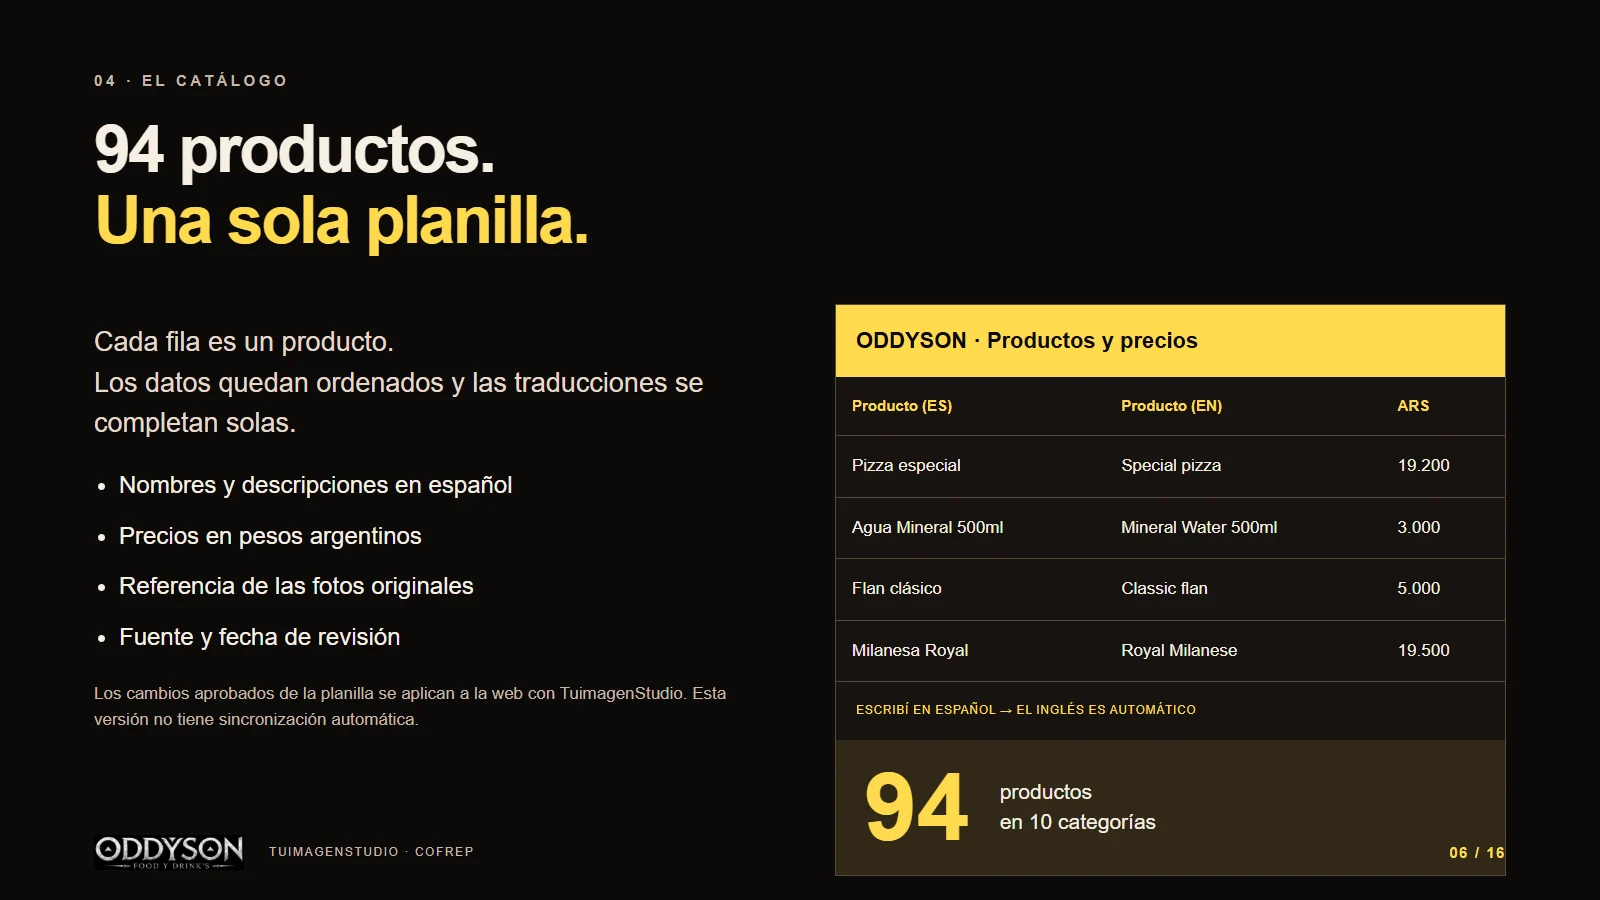 04 · EL CATÁLOGO
94 productos.
Una sola planilla.
Cada fila es un producto.
Los datos quedan ordenados y las traducciones se
completan solas.
• Nombres y descripciones en español
• Precios en pesos argentinos
• Referencia de las fotos originales
• Fuente y fecha de revisión
Los cambios aprobados de la planilla se aplican a la web con TuimagenStudio. Esta
versión no tiene sincronización automática.
ODDYSON · Productos y precios
Producto (ES) Producto (EN) ARS
Pizza especial Special pizza 19.200
Agua Mineral 500ml Mineral Water 500ml 3.000
Flan clásico Classic flan 5.000
Milanesa Royal Royal Milanese 19.500
ESCRIBÍ EN ESPAÑOL → EL INGLÉS ES AUTOMÁTICO
94
productos
en 10 categorías
ODDYSON
FOOD Y DRINK'S
TUIMAGENSTUDIO · COFREP
06 / 16